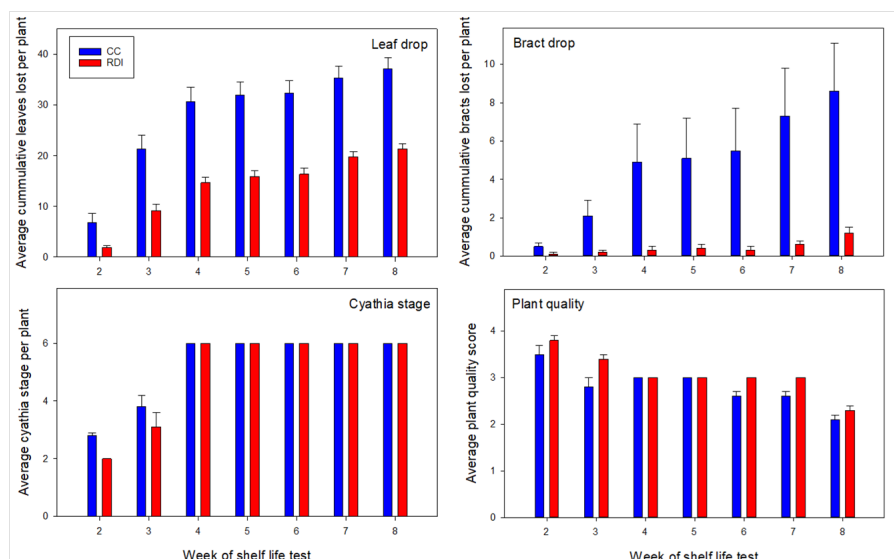 Leaf drop
CC
RDI
Average cummulative leaves lost per plant
40
30
20
10
0
2 3 4 5 6 7 8
Bract drop
Average cummulative bracts lost per plant
10
8
6
4
2
0
2 3 4 5 6 7 8
Cyathia stage
Average cyathia stage per plant
6
4
2
0
2 3 4 5 6 7 8
Week of shelf life test
Plant quality
Average plant quality score
4
3
2
1
0
2 3 4 5 6 7 8
Week of shelf life test